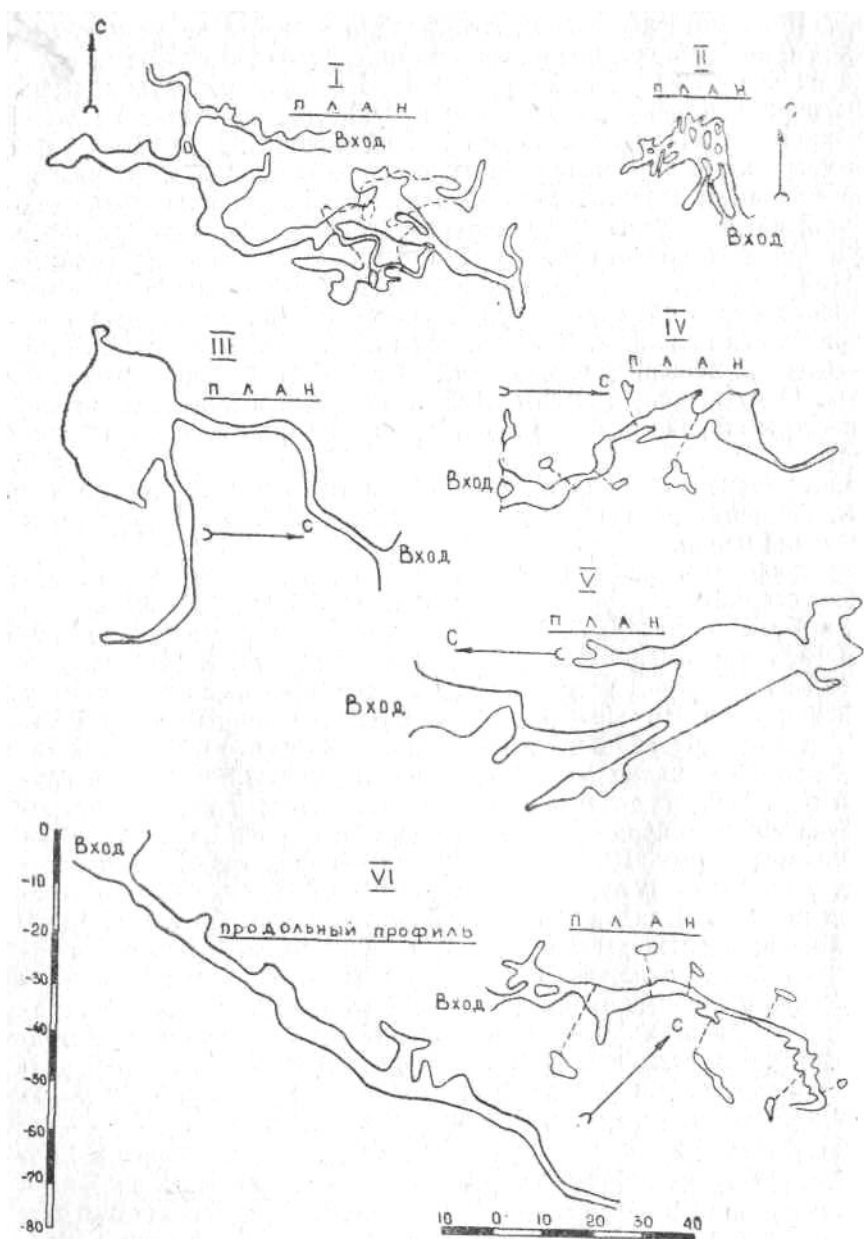 С
I
П Л А Н
Вход
II
П Л А Н
С
Вход
III
П Л А Н
С
Вход
IV
П Л А Н
С
Вход
V
П Л А Н
С
Вход
VI
Вход
ПРОДОЛЬНЫЙ ПРОФИЛЬ
П Л А Н
Вход
С
0
-10
-20
-30
-40
-50
-60
-70
-80
10 0 10 20 30 40